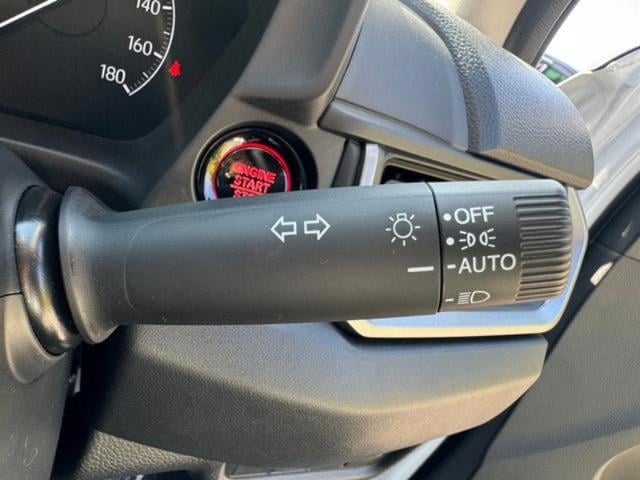 140
160
180
ENGINE
START
OFF
AUTO